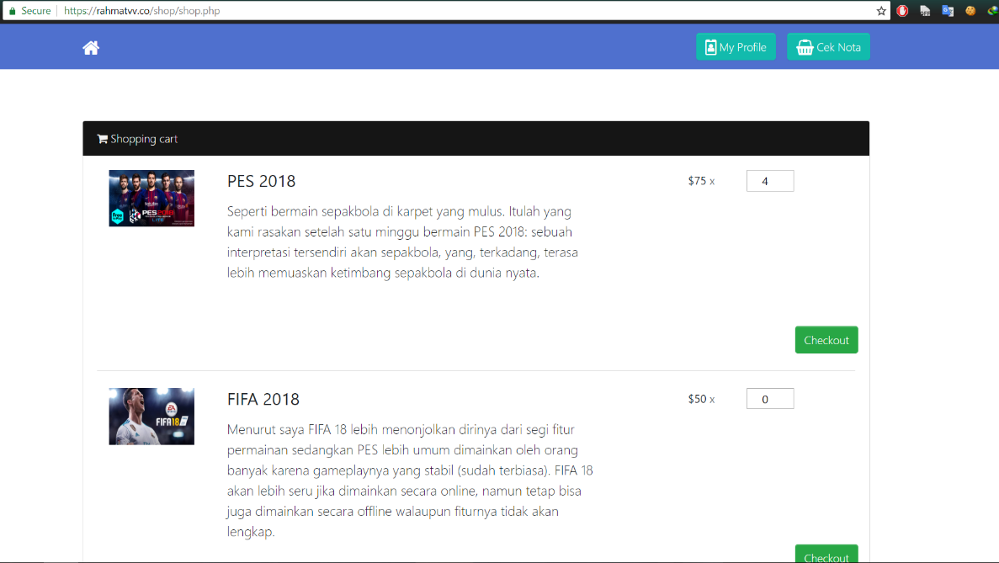 Secure https://rahmatvv.co/shop/shop.php
My Profile Cek Nota
Shopping cart
PES 2018 $75 x 4
Seperti bermain sepakbola di karpet yang mulus. Itulah yang
kami rasakan setelah satu minggu bermain PES 2018: sebuah
interpretasi tersendiri akan sepakbola, yang, terkadang, terasa
lebih memuaskan ketimbang sepakbola di dunia nyata.
Checkout
FIFA 2018 $50 x 0
EA
FIFA18
Menurut saya FIFA 18 lebih menonjolkan dirinya dari segi fitur
permainan sedangkan PES lebih umum dimainkan oleh orang
banyak karena gameplaynya yang stabil (sudah terbiasa). FIFA 18
akan lebih seru jika dimainkan secara online, namun tetap bisa
juga dimainkan secara offline walaupun fiturnya tidak akan
lengkap.
Checkout